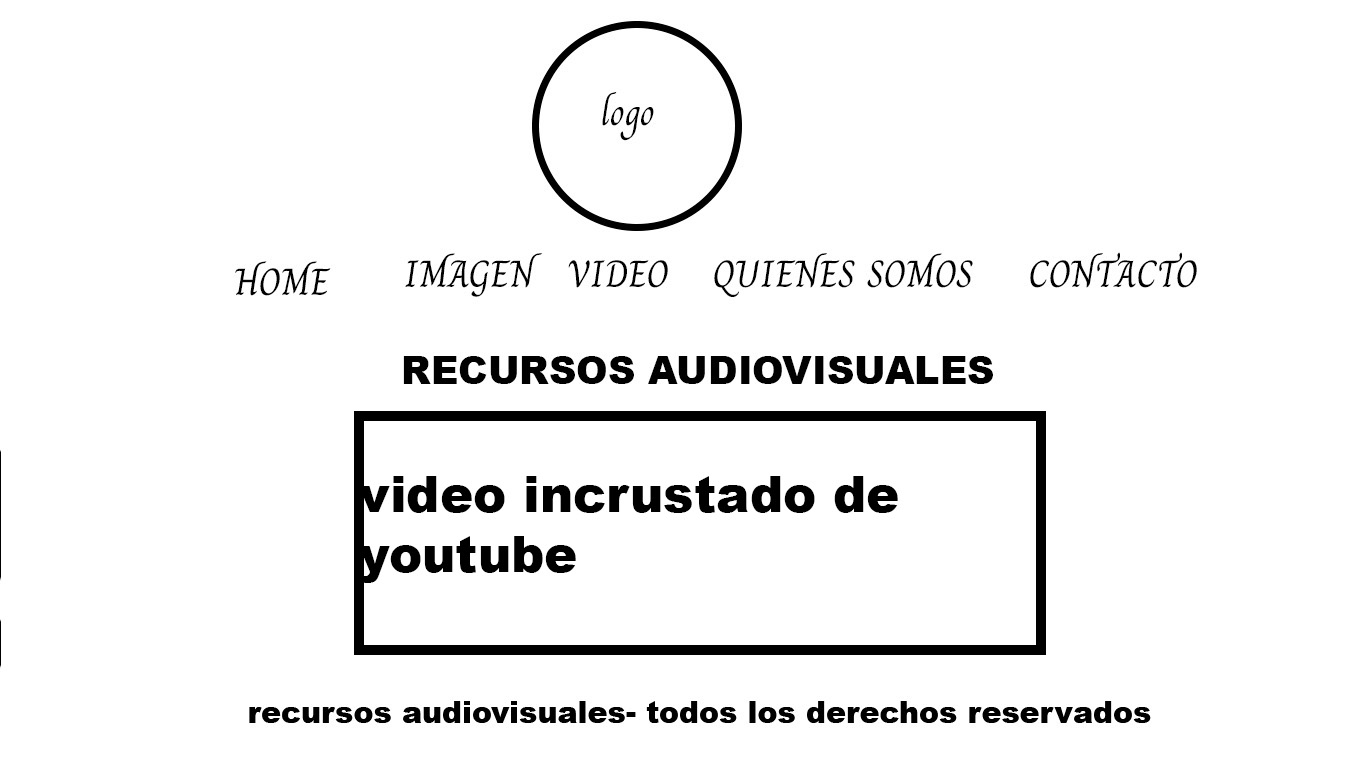 logo
HOME IMAGEN VIDEO QUIENES SOMOS CONTACTO
RECURSOS AUDIOVISUALES
video incrustado de
youtube
recursos audiovisuales- todos los derechos reservados